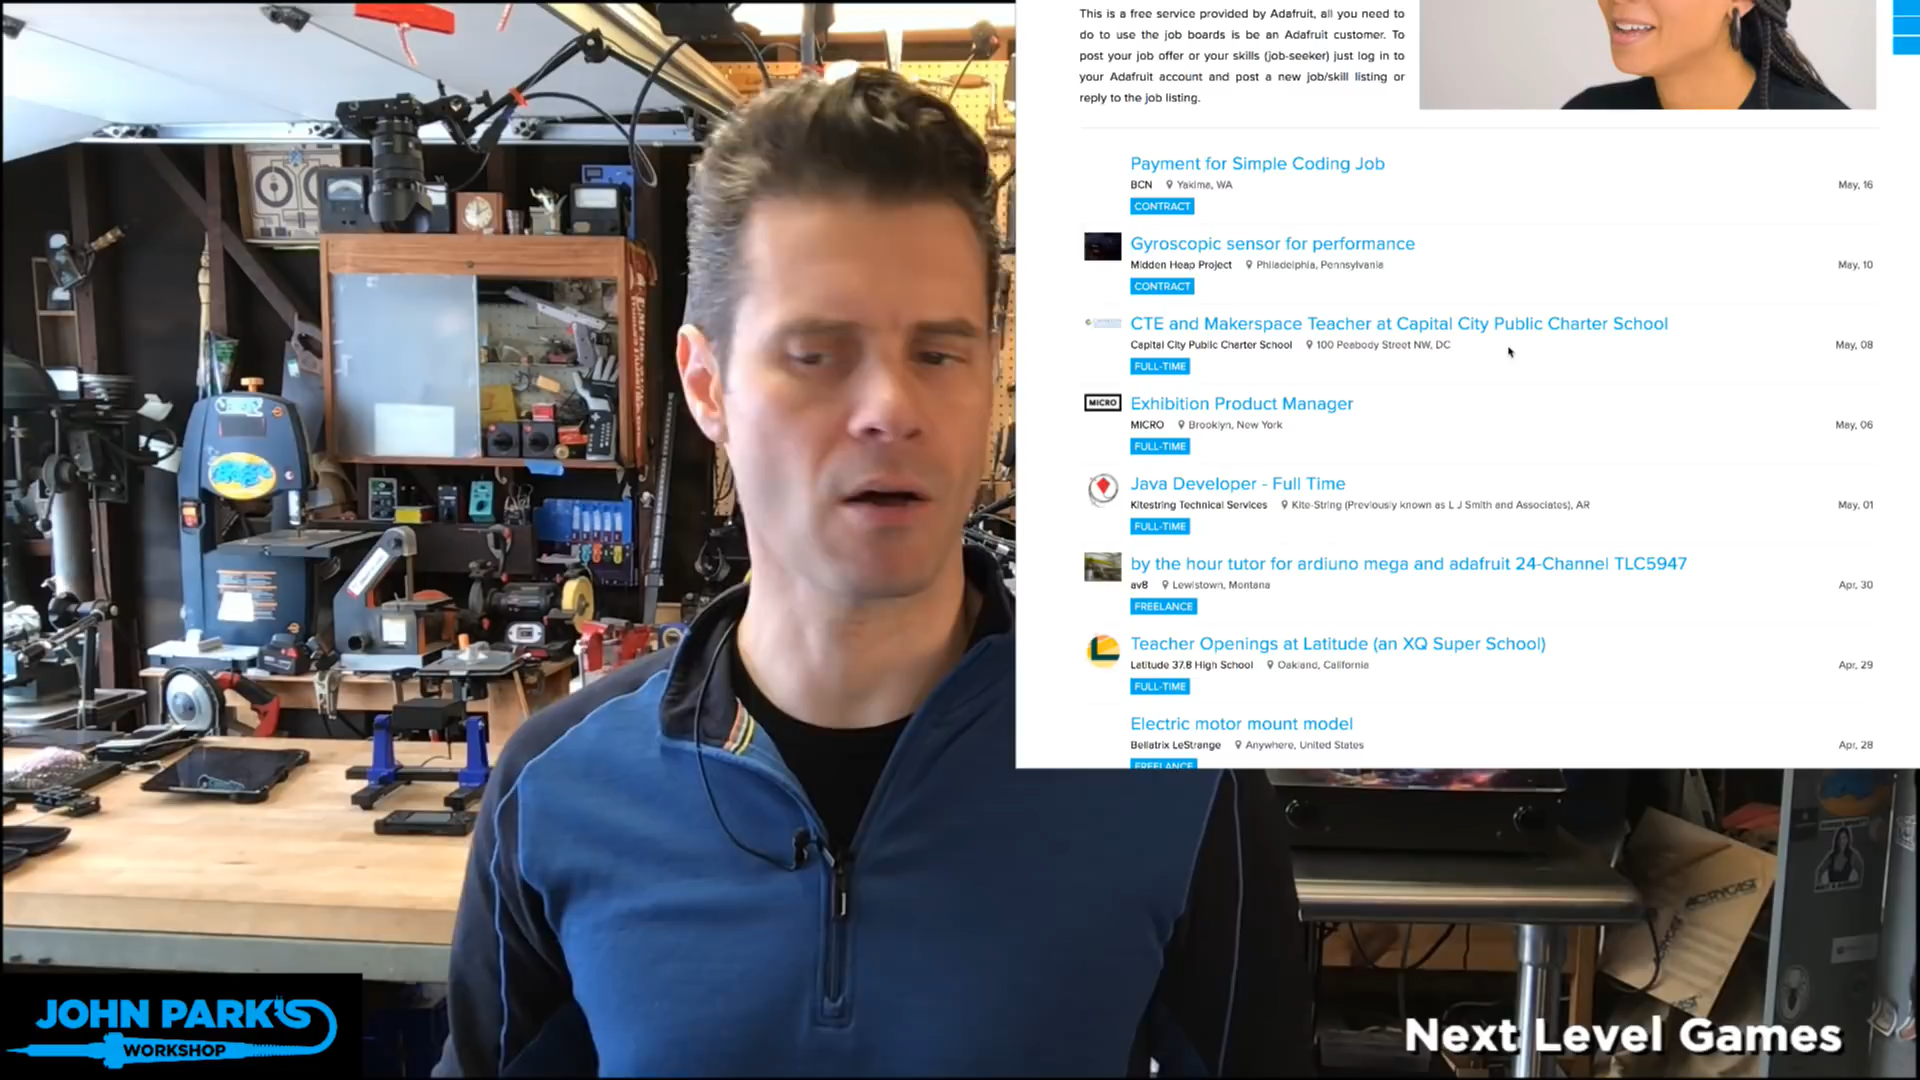 This is a free service provided by Adafruit, all you need to
do to use the job boards is be an Adafruit customer. To
post your job offer or your skills (job-seeker) just log in to
your Adafruit account and post a new job/skill listing or
reply to the job listing.
Payment for Simple Coding Job
BCN Yakima, WA May, 16
CONTRACT
Gyroscopic sensor for performance
Midden Heap Project Philadelphia, Pennsylvania May, 10
CONTRACT
CTE and Makerspace Teacher at Capital City Public Charter School
Capital City Public Charter School 100 Peabody Street NW, DC May, 08
FULL-TIME
MICRO
Exhibition Product Manager
MICRO Brooklyn, New York May, 06
FULL-TIME
Java Developer - Full Time
Kitestring Technical Services Kite-String (Previously known as L J Smith and Associates), AR May, 01
FULL-TIME
by the hour tutor for ardiuno mega and adafruit 24-Channel TLC5947
av8 Lewistown, Montana Apr, 30
FREELANCE
Teacher Openings at Latitude (an XQ Super School)
Latitude 37.8 High School Oakland, California Apr, 29
FULL-TIME
Electric motor mount model
Bellatrix LeStrange Anywhere, United States Apr, 28
FREELANCE
JOHN PARK'S
WORKSHOP
Next Level Games